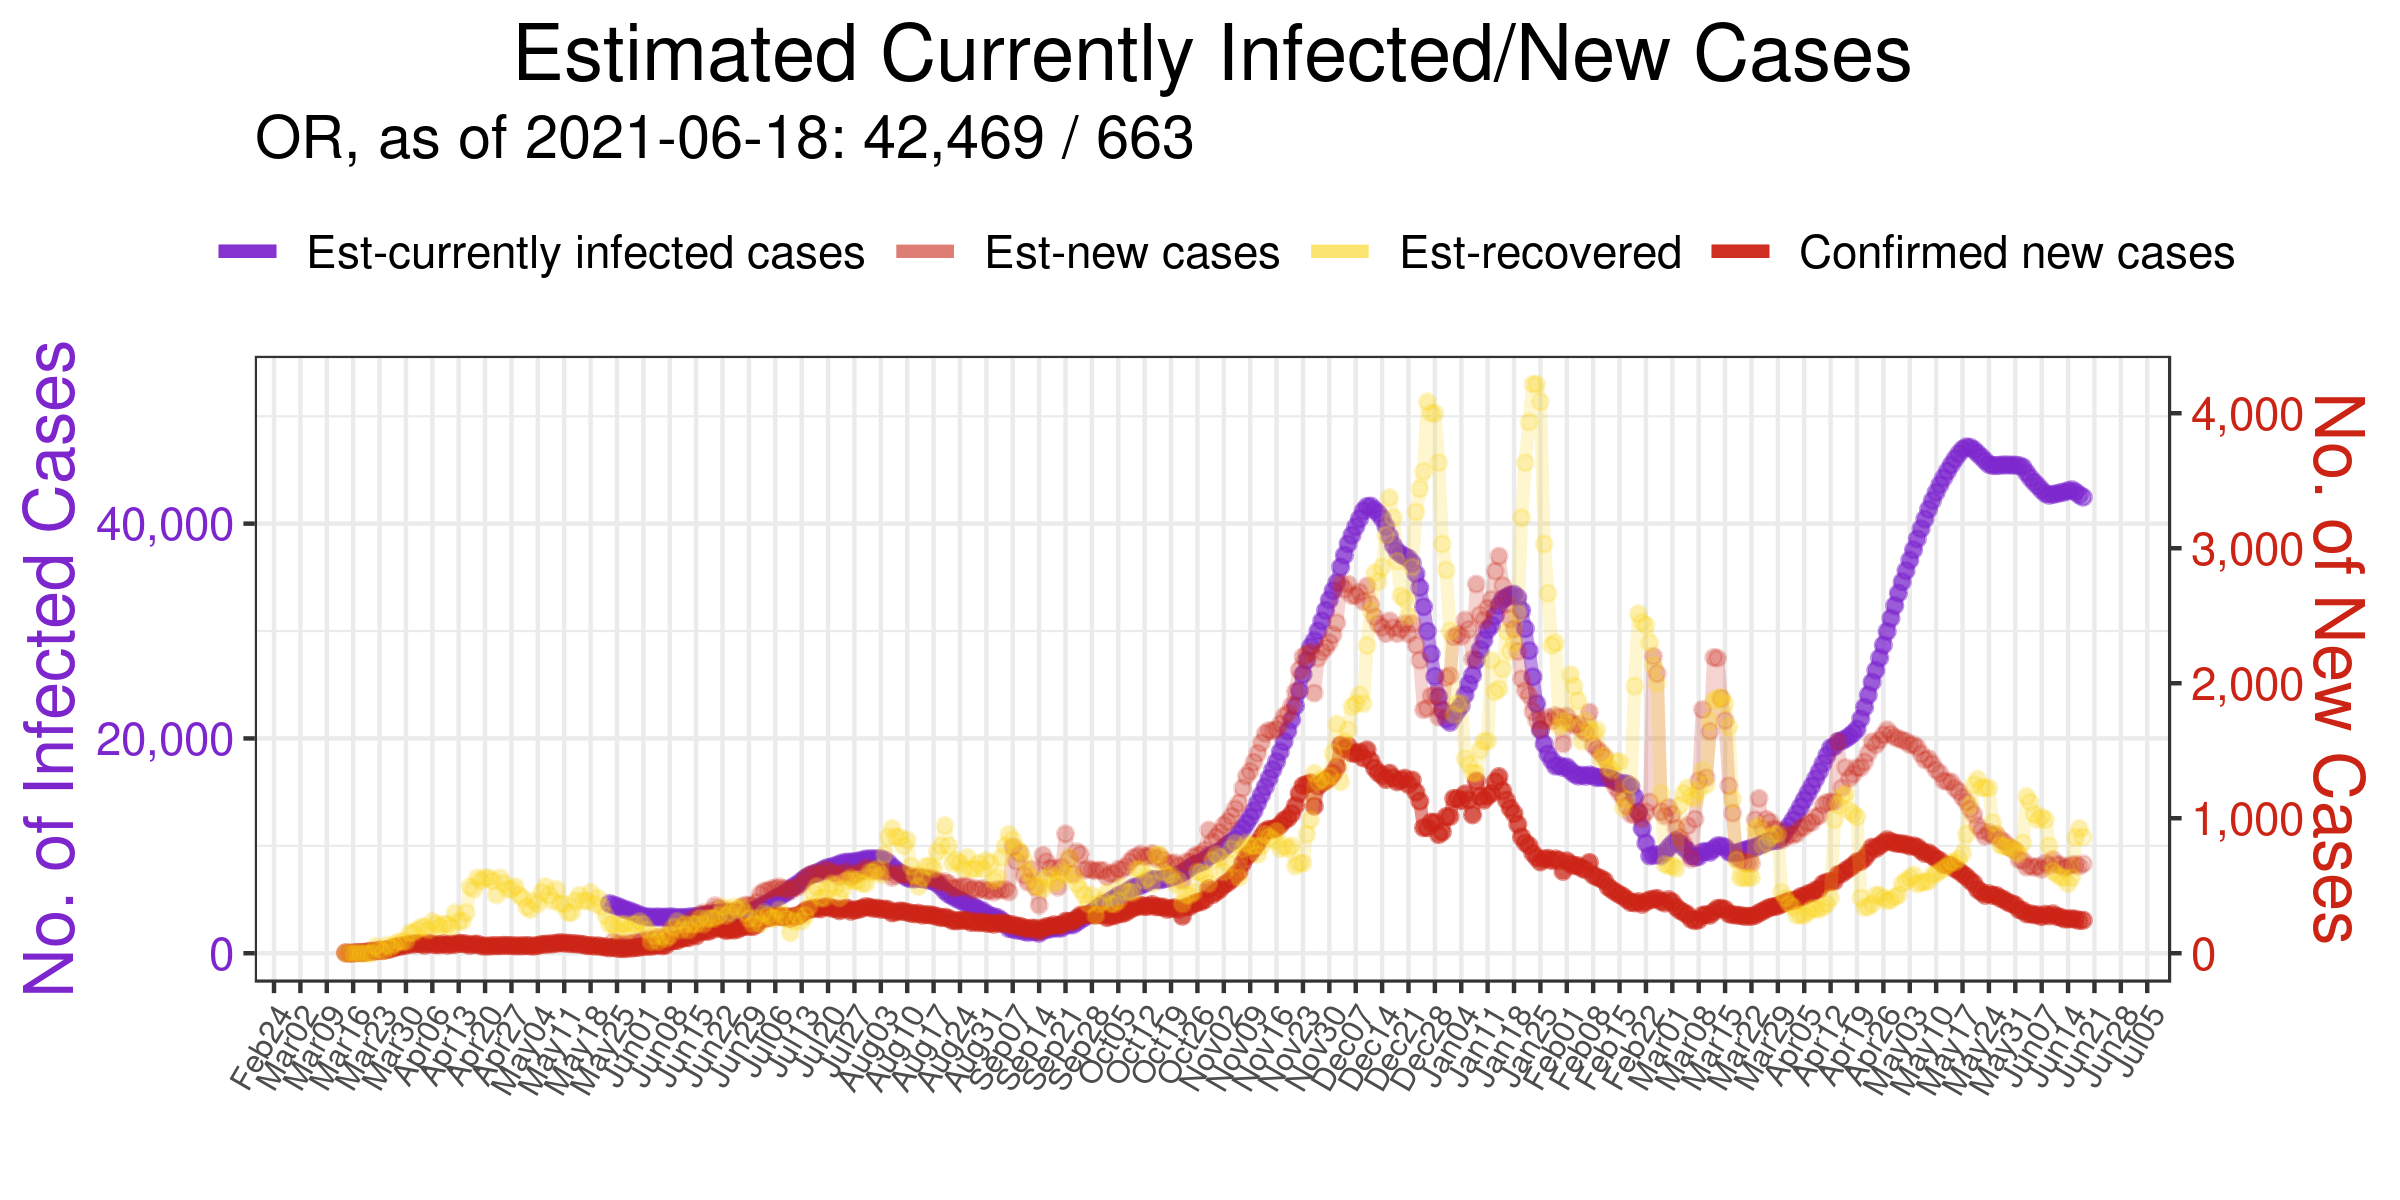 Estimated Currently Infected/New Cases
OR, as of 2021-06-18: 42,469 / 663
Est-currently infected cases
Est-new cases
Est-recovered
Confirmed new cases
No. of Infected Cases
40,000
20,000
0
4,000
3,000
2,000
1,000
0
No. of New Cases
Feb24
Mar02
Mar09
Mar16
Mar23
Mar30
Apr06
Apr13
Apr20
Apr27
May04
May11
May18
May25
Jun01
Jun08
Jun15
Jun22
Jun29
Jul06
Jul13
Jul20
Jul27
Aug03
Aug10
Aug17
Aug24
Aug31
Sep07
Sep14
Sep21
Sep28
Oct05
Oct12
Oct19
Oct26
Nov02
Nov09
Nov16
Nov23
Nov30
Dec07
Dec14
Dec21
Dec28
Jan04
Jan11
Jan18
Jan25
Feb01
Feb08
Feb15
Feb22
Mar01
Mar08
Mar15
Mar22
Mar29
Apr05
Apr12
Apr19
Apr26
May03
May10
May17
May24
May31
Jun07
Jun14
Jun21
Jun28
Jul05